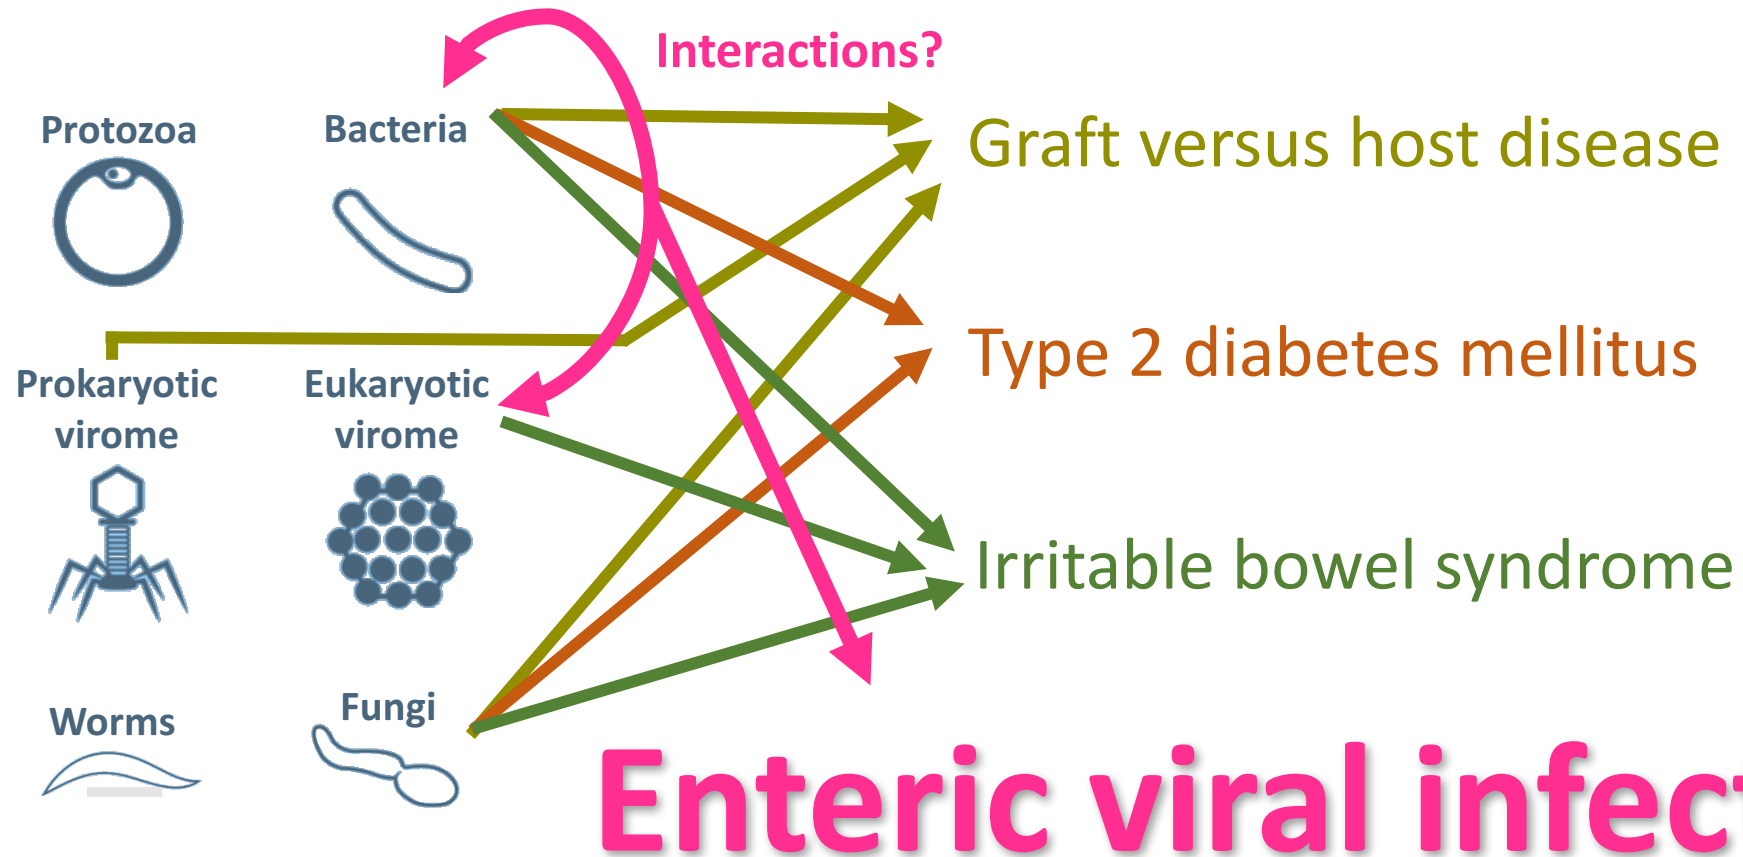 Interactions?
Protozoa
Bacteria
Graft versus host disease
Type 2 diabetes mellitus
Prokaryotic
virome
Eukaryotic
virome
Irritable bowel syndrome
Worms
Fungi
Enteric viral infect